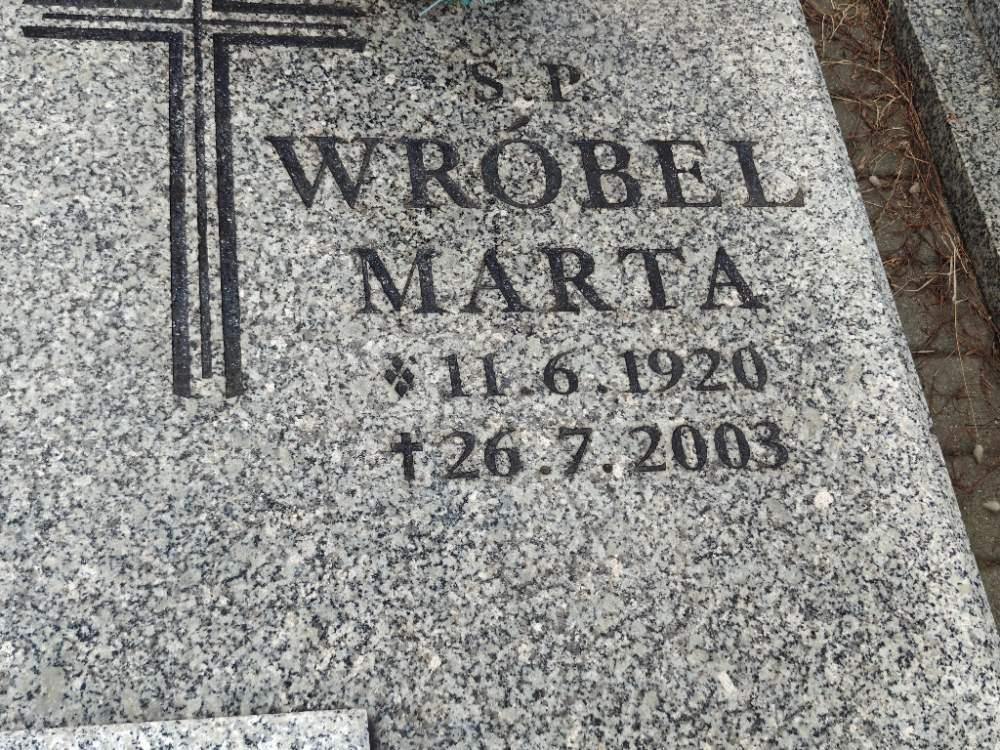 S P
WRÓBEL
MARTA
11.6.1920
26.7.2003